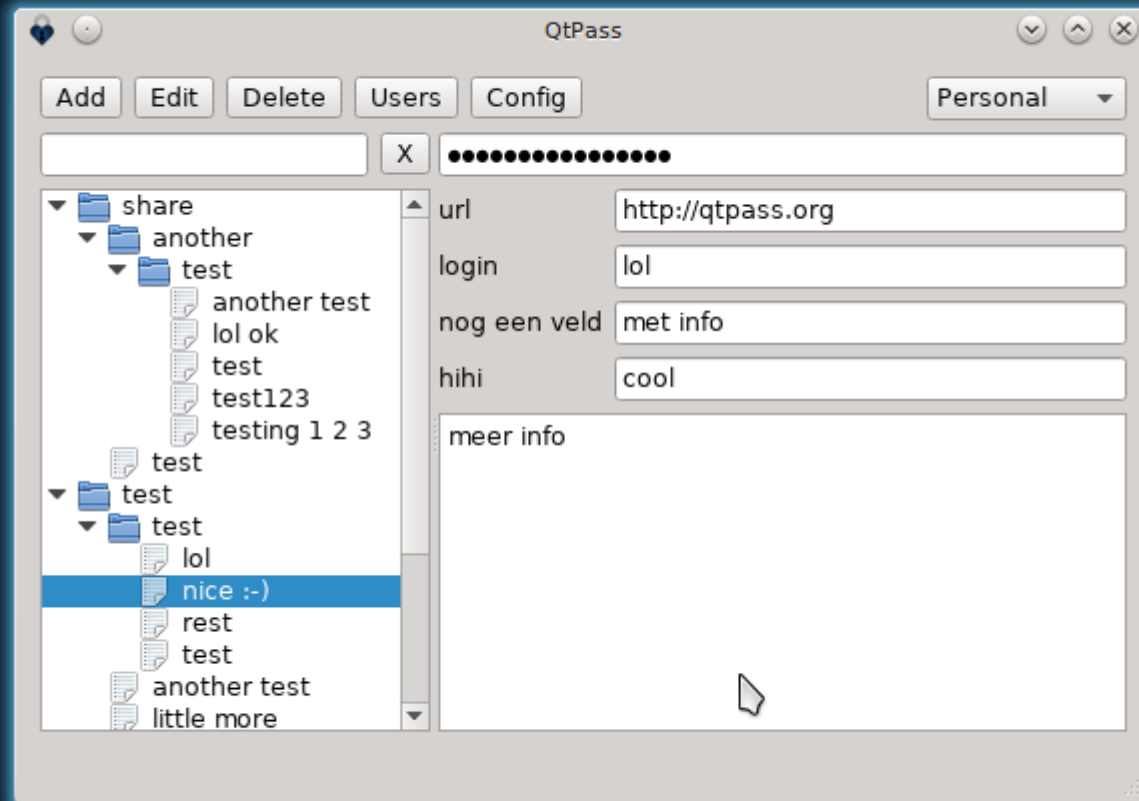 QtPass
Add Edit Delete Users Config Personal
X ●●●●●●●●●●●●●●●●
share
another
test
another test
lol ok
test
test123
testing 1 2 3
test
test
test
lol
nice :-)
rest
test
another test
little more
url http://qtpass.org
login lol
nog een veld met info
hihi cool
meer info